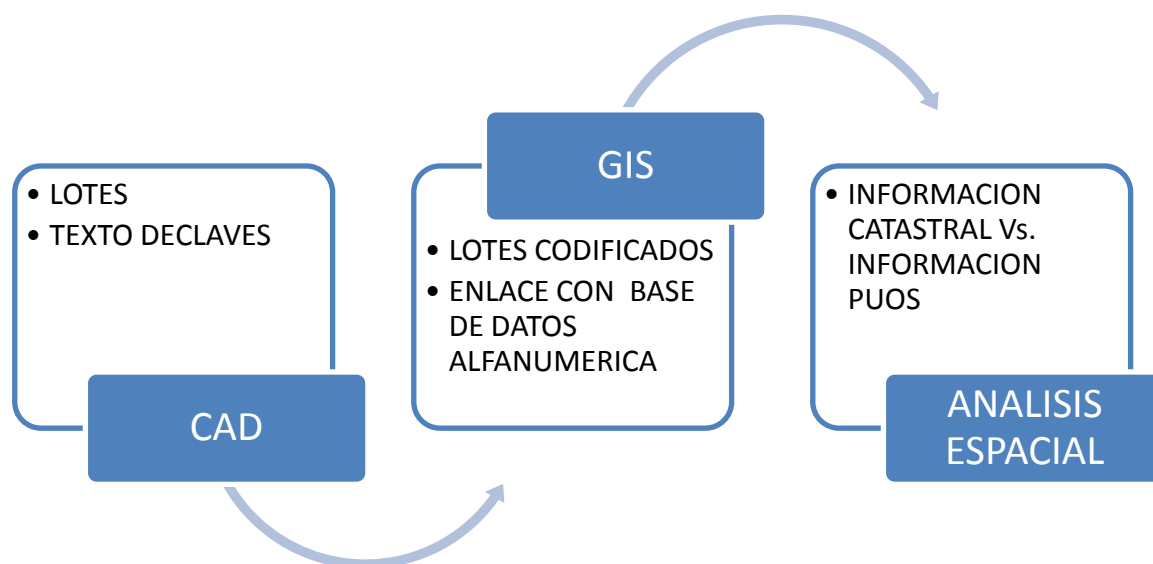 • LOTES
• TEXTO DECLAVES
CAD
GIS
• LOTES CODIFICADOS
• ENLACE CON BASE
DE DATOS
ALFANUMERICA
• INFORMACION
CATASTRAL Vs.
INFORMACION
PUOS
ANALISIS
ESPACIAL